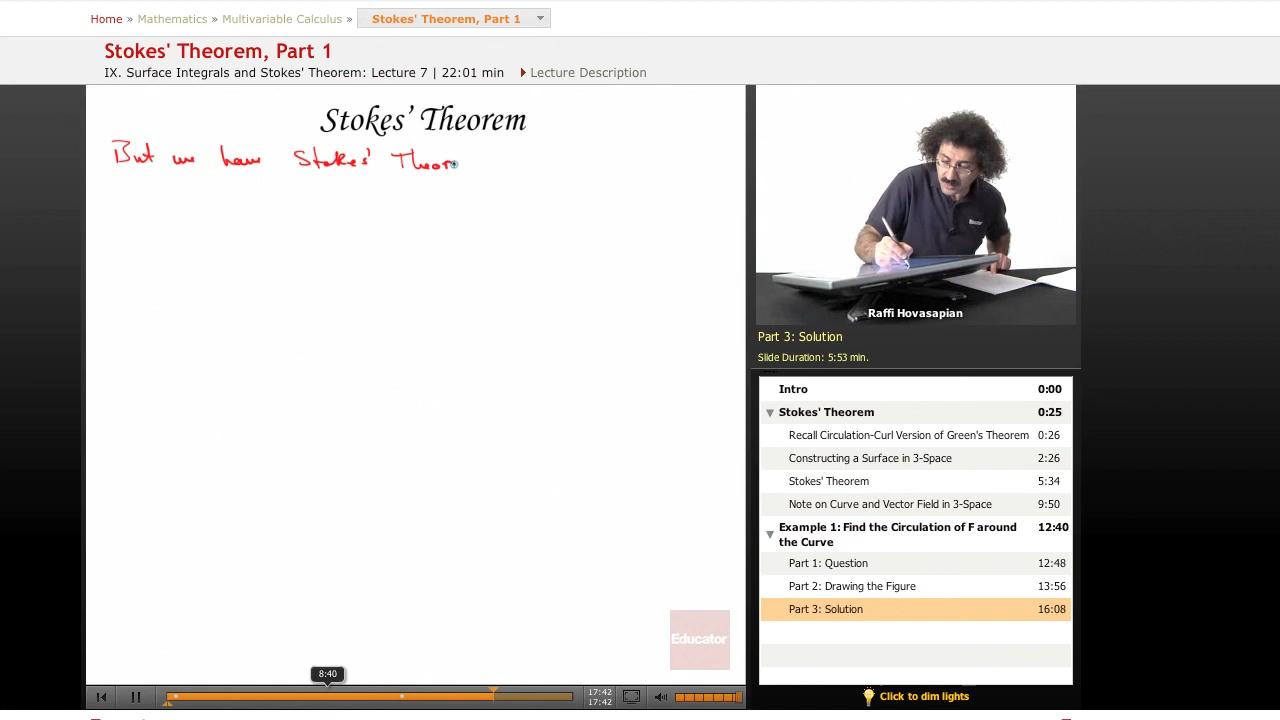 Home » Mathematics » Multivariable Calculus » Stokes' Theorem, Part 1
Stokes' Theorem, Part 1
IX. Surface Integrals and Stokes' Theorem: Lecture 7 | 22:01 min Lecture Description
Stokes' Theorem
But we have Stokes' Theor
Educator
8:40
17:42
17:42
Raffi Hovasapian
Part 3: Solution
Slide Duration: 5:53 min.
Intro 0:00
Stokes' Theorem 0:25
Recall Circulation-Curl Version of Green's Theorem 0:26
Constructing a Surface in 3-Space 2:26
Stokes' Theorem 5:34
Note on Curve and Vector Field in 3-Space 9:50
Example 1: Find the Circulation of F around 12:40
the Curve
Part 1: Question 12:48
Part 2: Drawing the Figure 13:56
Part 3: Solution 16:08
Click to dim lights